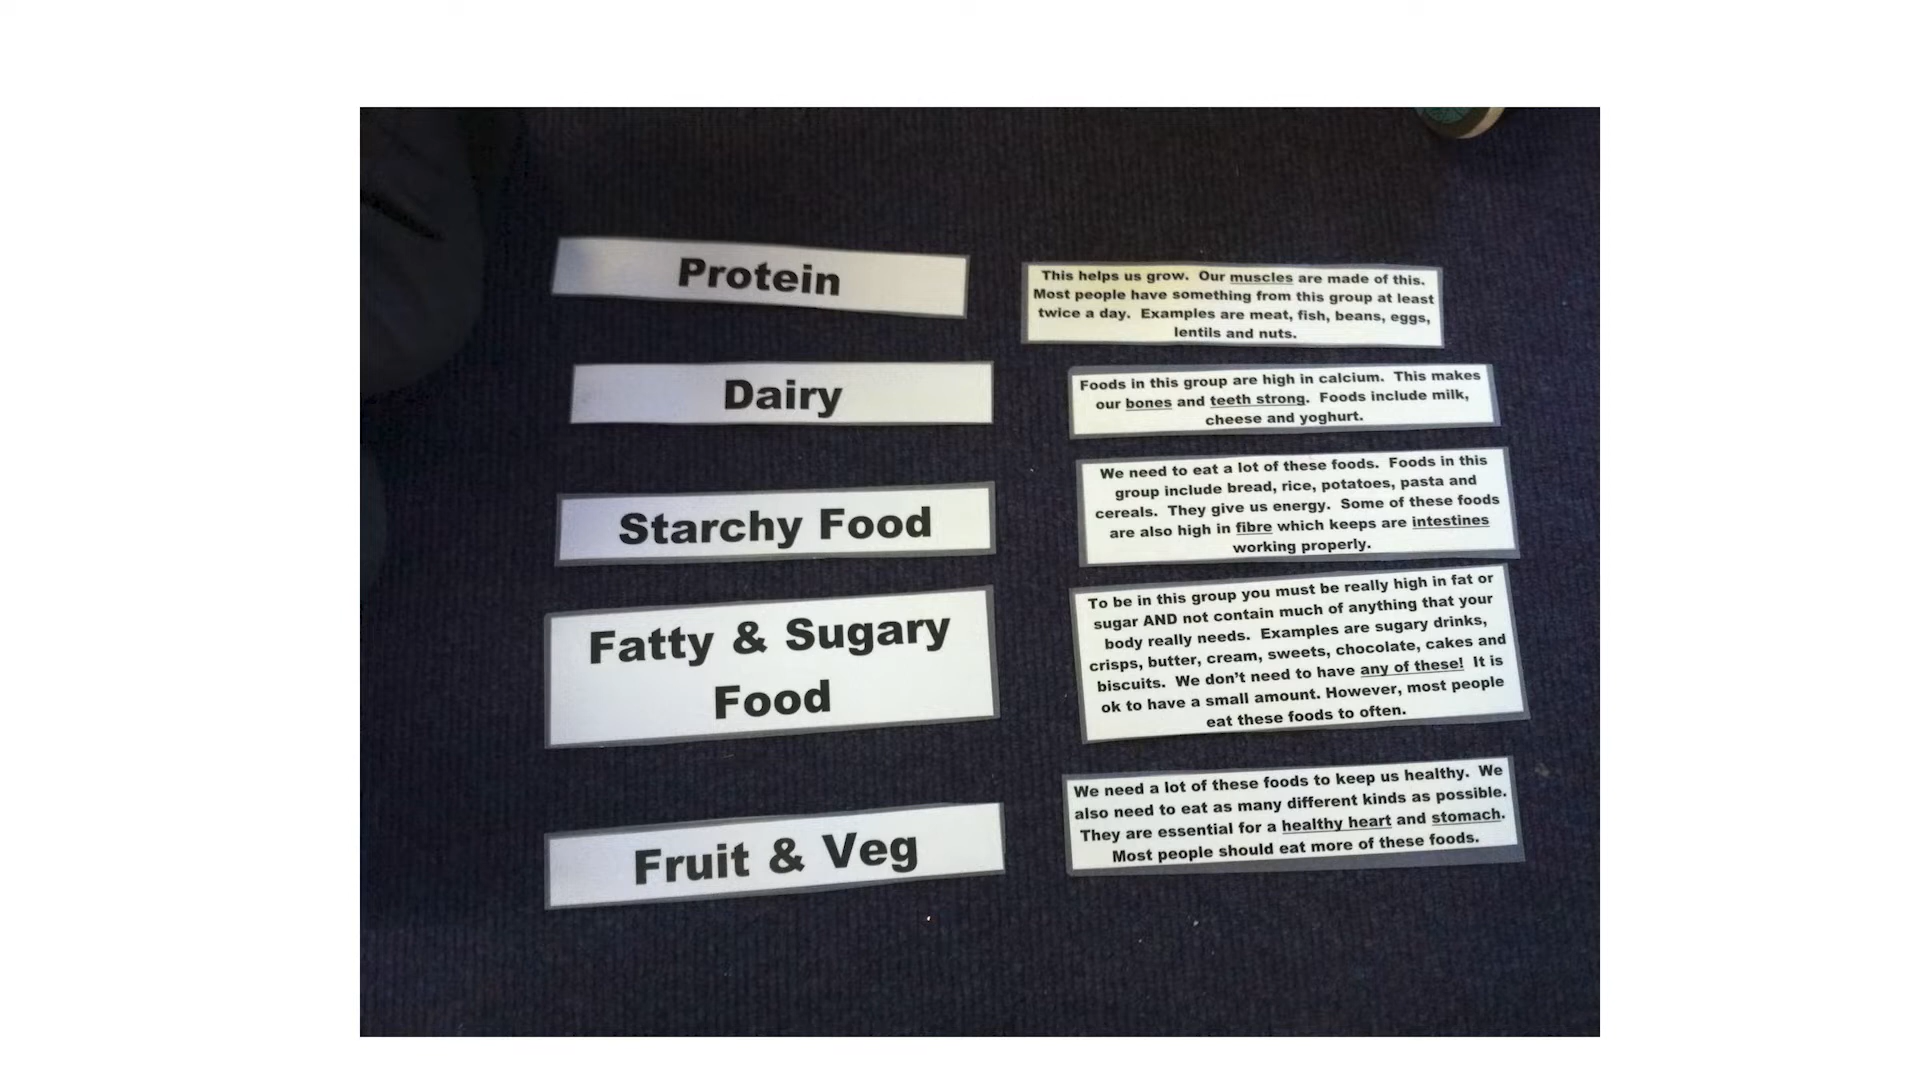 Protein
This helps us grow. Our muscles are made of this.
Most people have something from this group at least
twice a day. Examples are meat, fish, beans, eggs,
lentils and nuts.
Dairy
Foods in this group are high in calcium. This makes
our bones and teeth strong. Foods include milk,
cheese and yoghurt.
Starchy Food
We need to eat a lot of these foods. Foods in this
group include bread, rice, potatoes, pasta and
cereals. They give us energy. Some of these foods
are also high in fibre which keeps are intestines
working properly.
Fatty & Sugary
Food
To be in this group you must be really high in fat or
sugar AND not contain much of anything that your
body really needs. Examples are sugary drinks,
crisps, butter, cream, sweets, chocolate, cakes and
biscuits. We don't need to have any of these! It is
ok to have a small amount. However, most people
eat these foods to often.
Fruit & Veg
We need a lot of these foods to keep us healthy. We
also need to eat as many different kinds as possible.
They are essential for a healthy heart and stomach.
Most people should eat more of these foods.